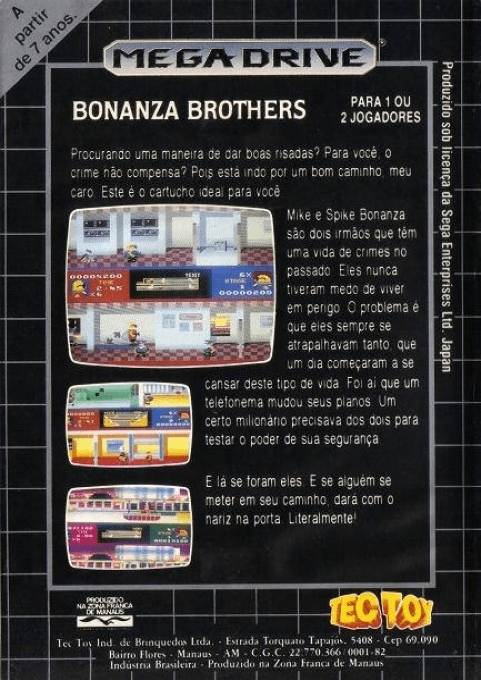 A
partir
de 7 anos.
MEGA DRIVE
BONANZA BROTHERS
PARA 1 OU
2 JOGADORES
Procurando uma maneira de dar boas risadas? Para você, o
crime não compensa? Pois está indo por um bom caminho, meu
caro. Este é o cartucho ideal para você
Mike e Spike Bonanza
são dois irmãos que têm
uma vida de crimes no
passado. Eles nunca
tiveram medo de viver
em perigo. O problema é
que eles sempre se
atrapalhavam tanto, que
um dia começaram a se
cansar deste tipo de vida. Foi aí que um
telefonema mudou seus planos. Um
certo milionário precisava dos dois para
testar o poder de sua segurança.
E lá se foram eles. E se alguém se
meter em seu caminho, dará com o
nariz na porta. Literalmente!
Produzido sob licença da Sega Enterprises Ltd. Japan
PRODUZIDO
NA ZONA FRANCA
DE MANAUS
TEC TOY
Tec Toy Ind. de Brinquedos Ltda. - Estrada Torquato Tapajós, 5408 - Cep 69.090
Bairro Flores - Manaus - AM - C.G.C. 22.770.366/0001-82
Indústria Brasileira - Produzido na Zona Franca de Manaus